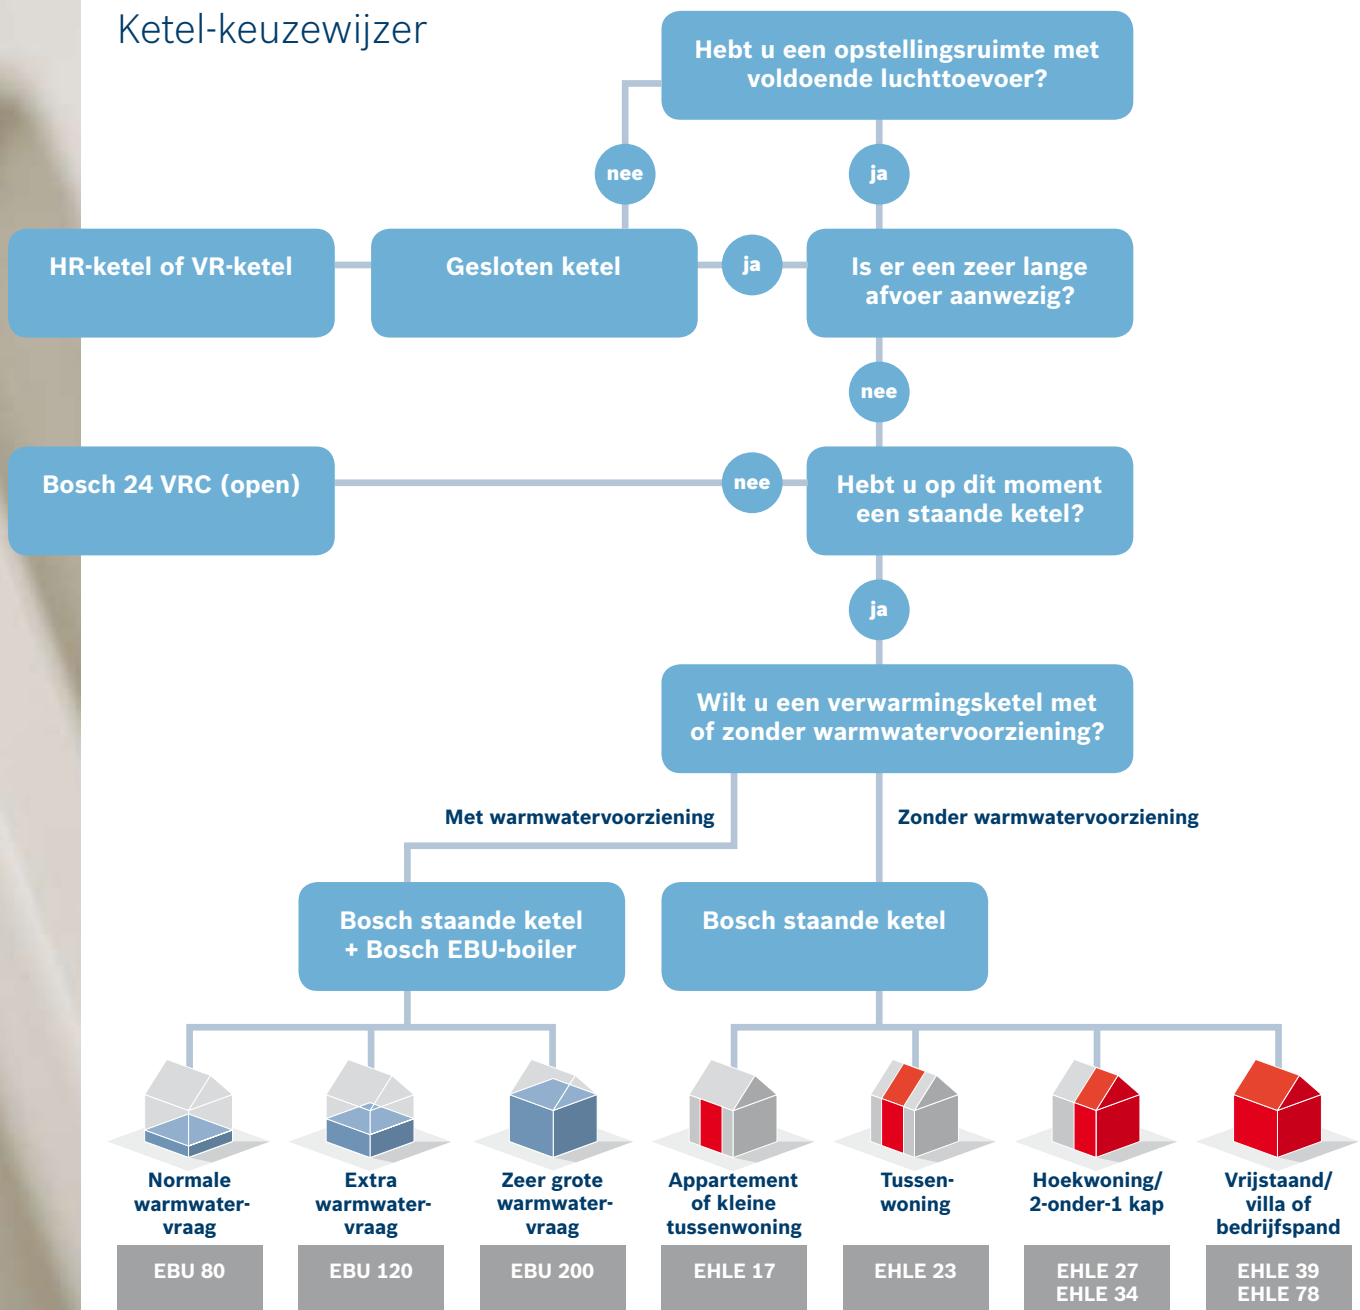 Ketel-keuzewijzer
Hebt u een opstellingsruimte met
voldoende luchttoevoer?
nee
ja
HR-ketel of VR-ketel
Gesloten ketel
ja
Is er een zeer lange
afvoer aanwezig?
nee
Bosch 24 VRC (open)
nee
Hebt u op dit moment
een staande ketel?
ja
Wilt u een verwarmingsketel met
of zonder warmwatervoorziening?
Met warmwatervoorziening
Zonder warmwatervoorziening
Bosch staande ketel
+ Bosch EBU-boiler
Bosch staande ketel
Normale
warmwater-
vraag
EBU 80
Extra
warmwater-
vraag
EBU 120
Zeer grote
warmwater-
vraag
EBU 200
Appartement
of kleine
tussenwoning
EHLE 17
Tussen-
woning
EHLE 23
Hoekwoning/
2-onder-1 kap
EHLE 27
EHLE 34
Vrijstaand/
villa of
bedrijfspand
EHLE 39
EHLE 78